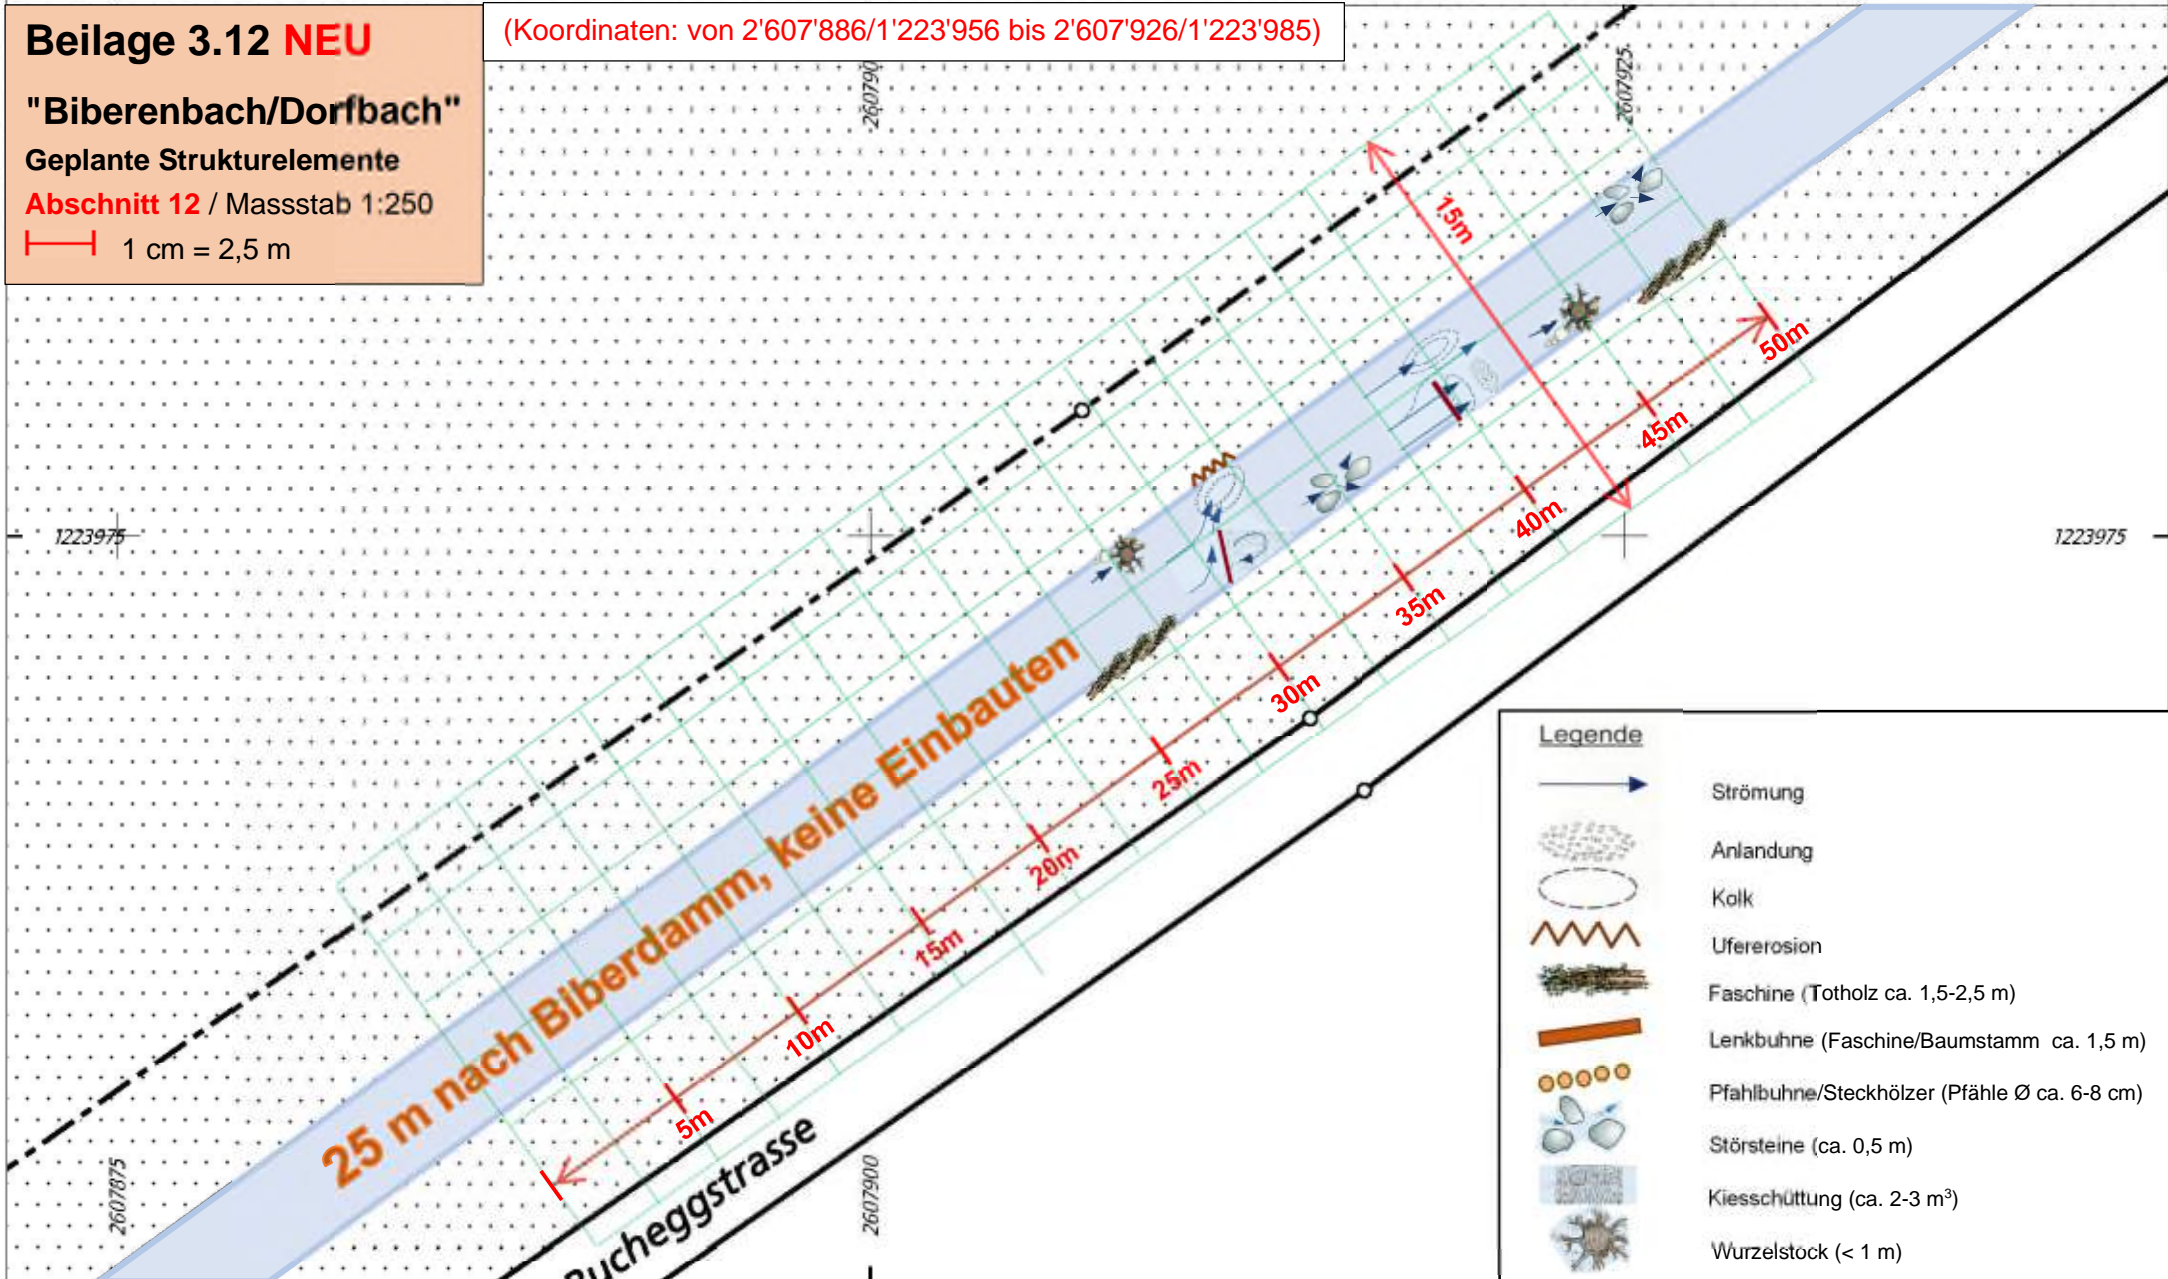 Beilage 3.12 NEU
"Biberenbach/Dorfbach"
Geplante Strukturelemente
Abschnitt 12 / Massstab 1:250
1 cm = 2,5 m
(Koordinaten: von 2'607'886/1'223'956 bis 2'607'926/1'223'985)
2607925
15m
50m
45m
40m
35m
30m
25m
20m
15m
10m
5m
1223975
1223975
25 m nach Biberdamm, keine Einbauten
2607875
2607900
Bucheggstrasse
Legende
Strömung
Anlandung
Kolk
Ufererosion
Faschine (Totholz ca. 1,5-2,5 m)
Lenkbuhne (Faschine/Baumstamm ca. 1,5 m)
Pfahlbuhne/Steckhölzer (Pfähle Ø ca. 6-8 cm)
Störsteine (ca. 0,5 m)
Kiesschüttung (ca. 2-3 m³)
Wurzelstock (< 1 m)